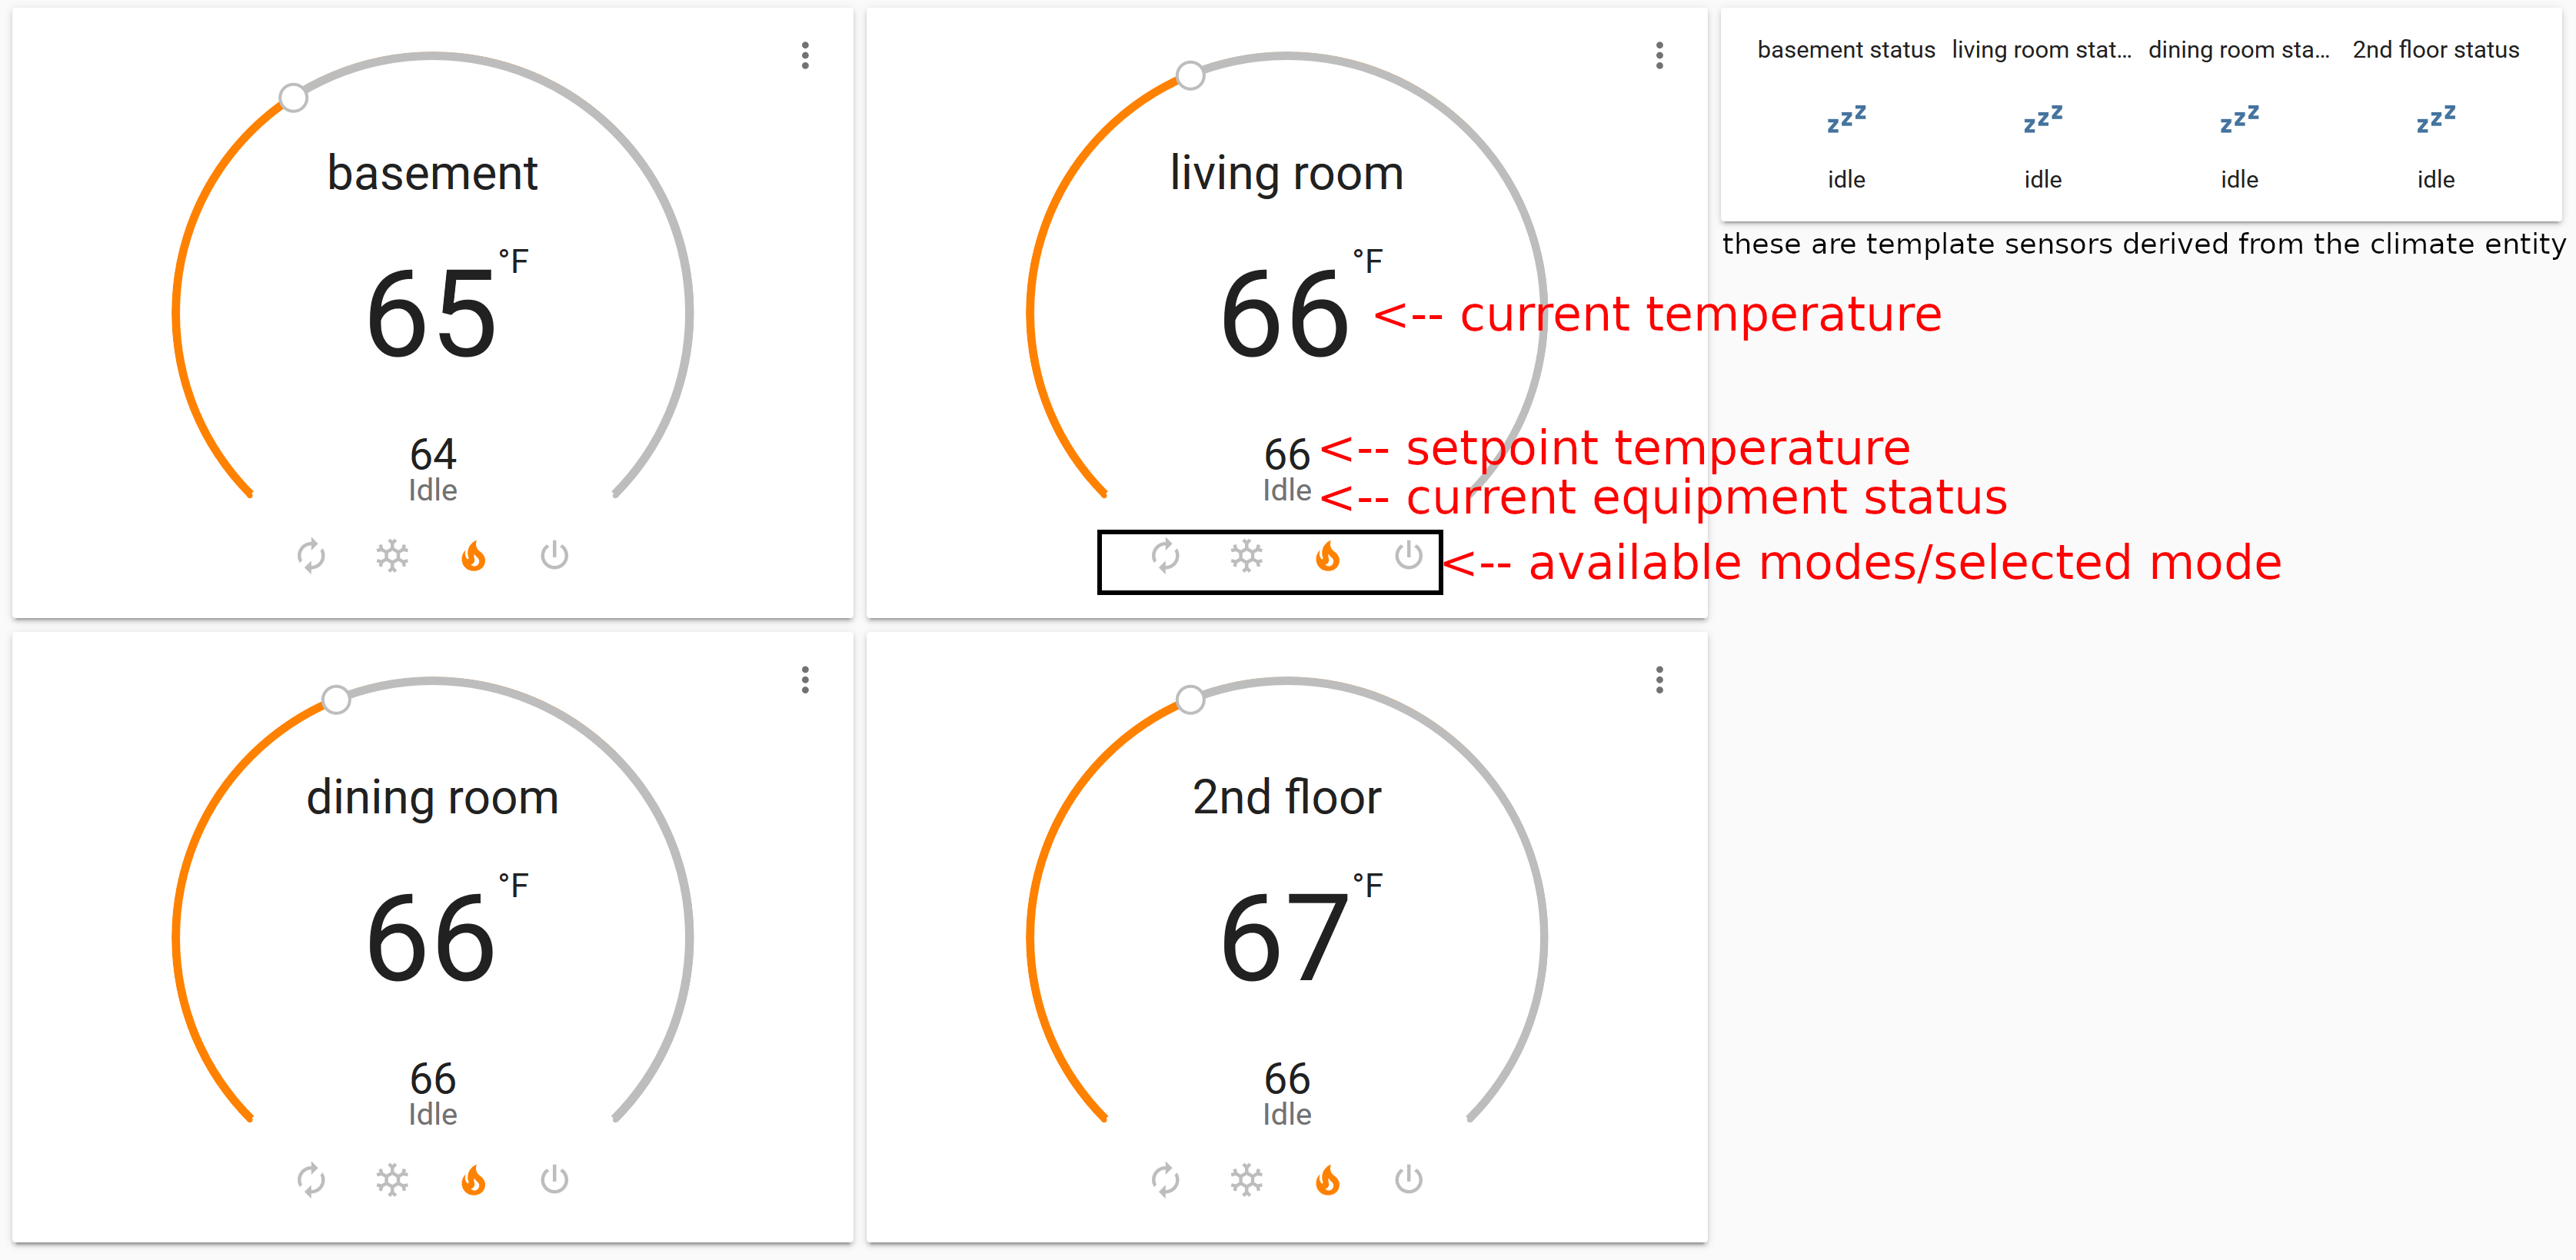 basement
65 °F
64
Idle
living room
66 °F <-- current temperature
66 <-- setpoint temperature
Idle <-- current equipment status
<-- available modes/selected mode
basement status living room stat... dining room sta... 2nd floor status
zzz zzz zzz zzz
idle idle idle idle
these are template sensors derived from the climate entity
dining room
66 °F
66
Idle
2nd floor
67 °F
66
Idle